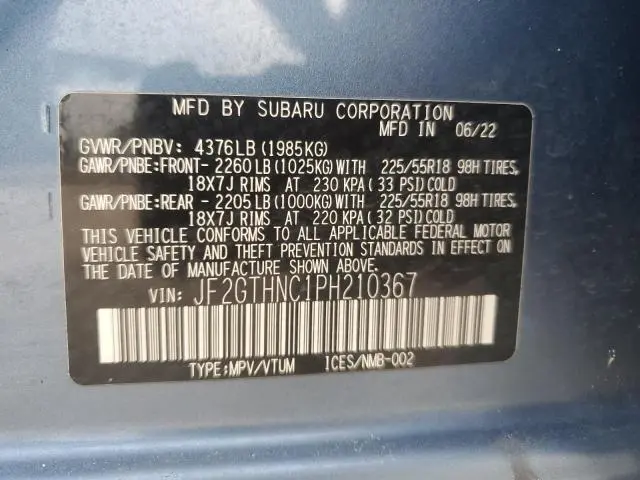 MFD BY SUBARU CORPORATION
MFD IN 06/22
GVWR/PNBV: 4376LB (1985KG)
GAWR/PNBE:FRONT- 2260LB (1025KG)WITH 225/55R18 98H TIRES,
18X7J RIMS AT 230 KPA( 33 PSI)COLD
GAWR/PNBE:REAR - 2205LB (1000KG)WITH 225/55R18 98H TIRES,
18X7J RIMS AT 220 KPA( 32 PSI)COLD
THIS VEHICLE CONFORMS TO ALL APPLICABLE FEDERAL MOTOR
VEHICLE SAFETY AND THEFT PREVENTION STANDARDS IN EFFECT ON
THE DATE OF MANUFACTURE SHOWN ABOVE.
VIN: JF2GTHNC1PH210367
TYPE:MPV/VTUM ICES/NMB-002